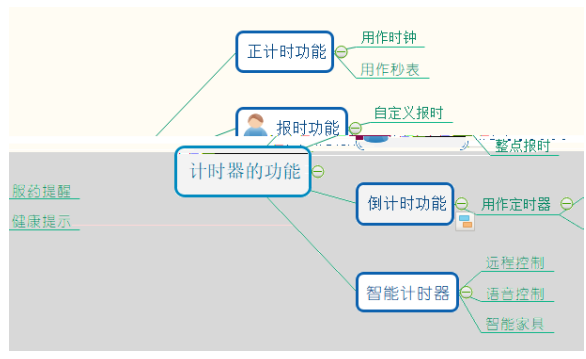 正计时功能
用作时钟
用作秒表
报时功能
自定义报时
整点报时
计时器的功能
服药提醒
健康提示
倒计时功能
用作定时器
智能计时器
远程控制
语音控制
智能家具